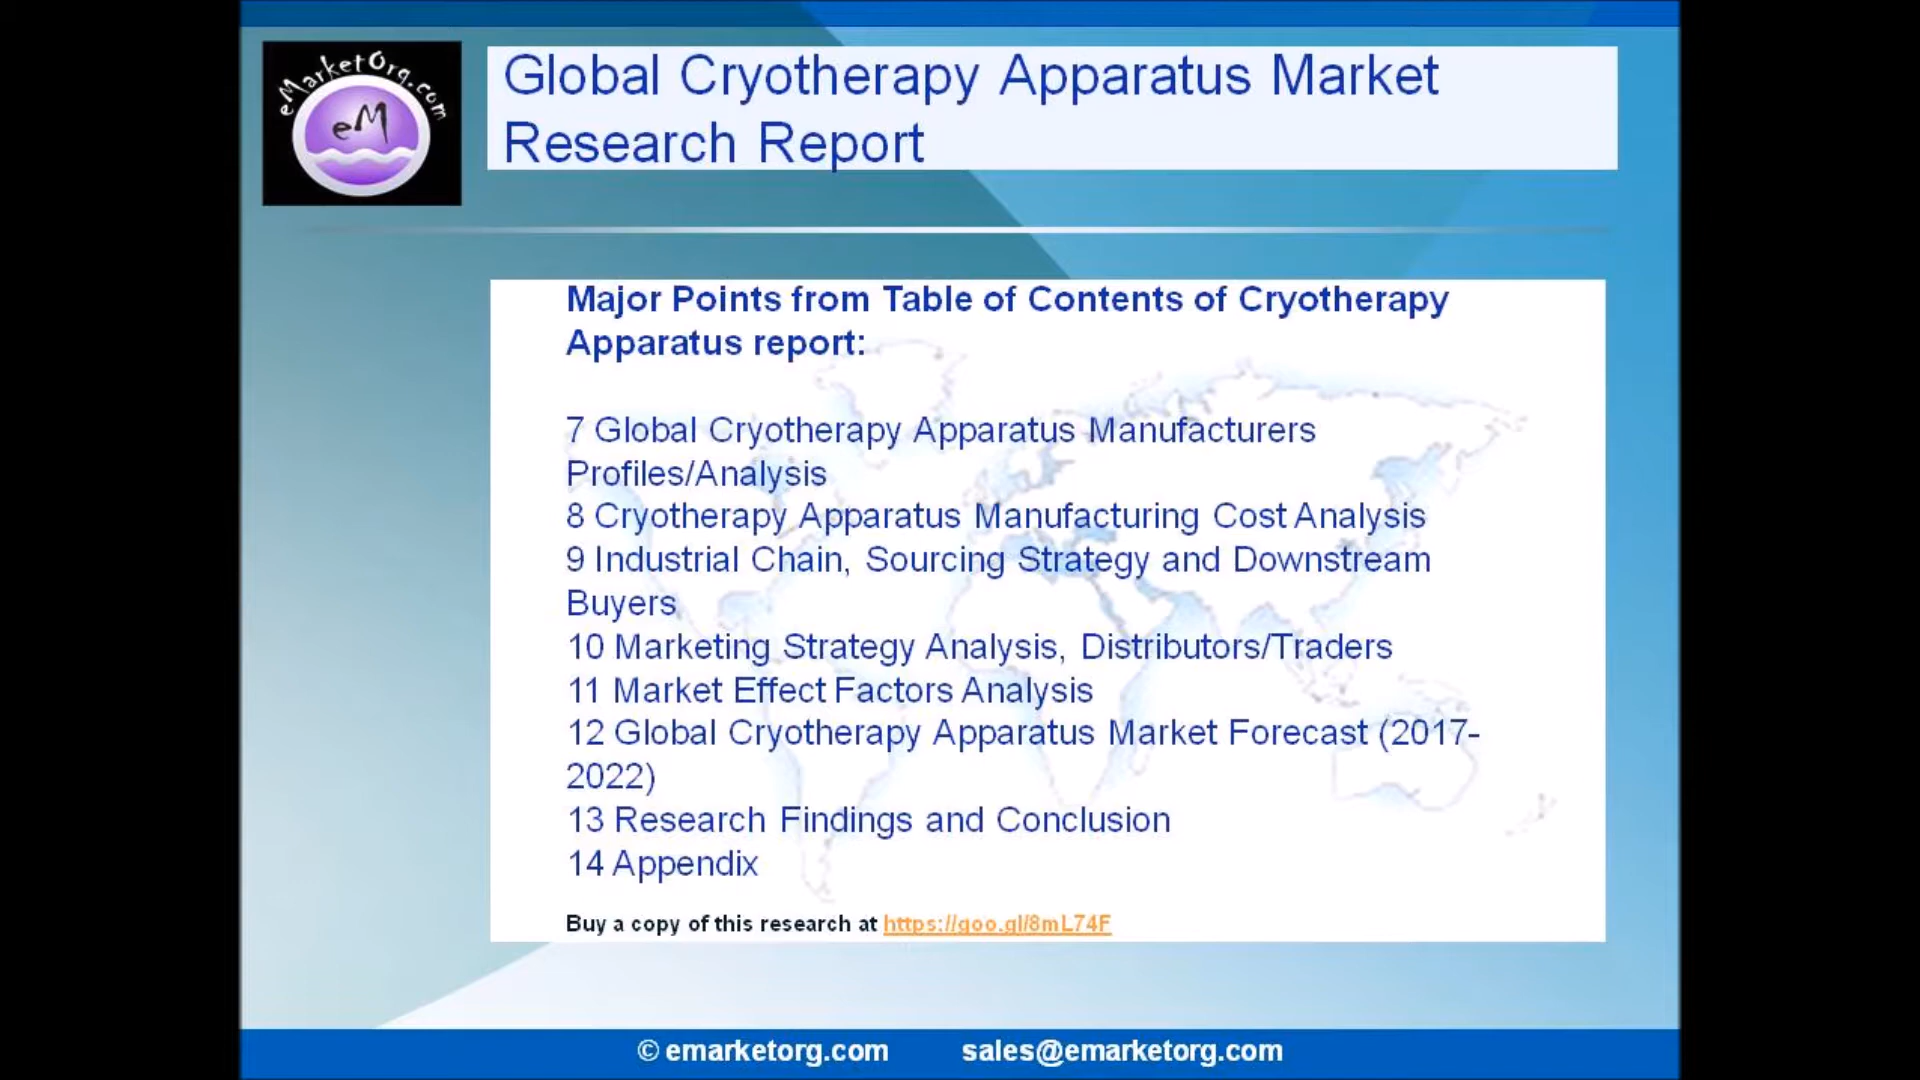 eMarketOrg.com
eM
Global Cryotherapy Apparatus Market
Research Report
Major Points from Table of Contents of Cryotherapy
Apparatus report:
7 Global Cryotherapy Apparatus Manufacturers
Profiles/Analysis
8 Cryotherapy Apparatus Manufacturing Cost Analysis
9 Industrial Chain, Sourcing Strategy and Downstream
Buyers
10 Marketing Strategy Analysis, Distributors/Traders
11 Market Effect Factors Analysis
12 Global Cryotherapy Apparatus Market Forecast (2017-
2022)
13 Research Findings and Conclusion
14 Appendix
Buy a copy of this research at https://goo.gl/8mL74F
© emarketorg.com sales@emarketorg.com